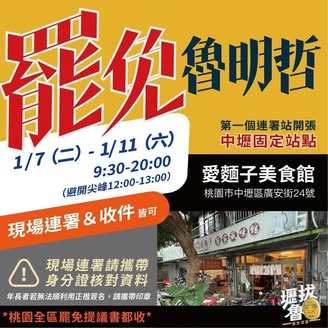 罷免
魯明哲
1/7（二）- 1/11（六）
9:30-20:00
（避開尖峰12:00-13:00）
第一個連署站開張
中壢固定站點
愛麵子美食館
桃園市中壢區廣安街24號
現場連署＆收件 皆可
現場連署請攜帶
身分證核對資料
年長者若無法順利用正楷簽名，請攜帶印章
*桃園全區罷免提議書都收*
壢拔
魯